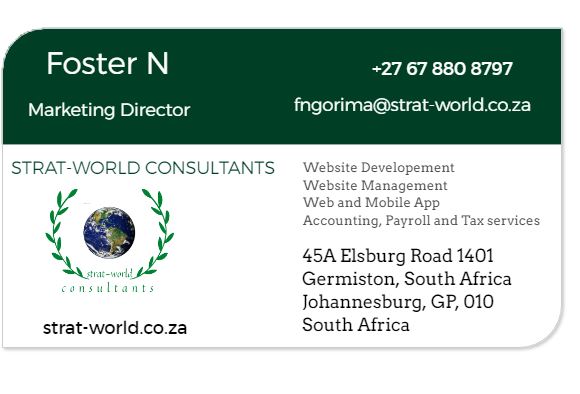 Foster N
Marketing Director
+27 67 880 8797
fngorima@strat-world.co.za
STRAT-WORLD CONSULTANTS
strat-world
consultants
strat-world.co.za
Website Developement
Website Management
Web and Mobile App
Accounting, Payroll and Tax services
45A Elsburg Road 1401
Germiston, South Africa
Johannesburg, GP, 010
South Africa